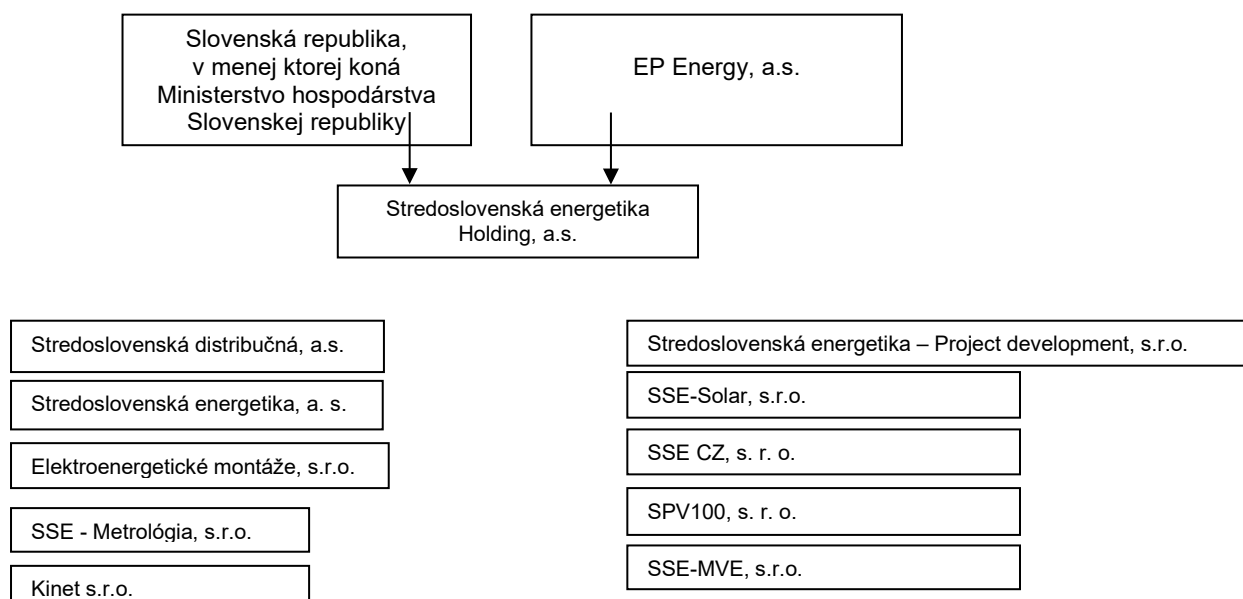 Slovenská republika,
v menej ktorej koná
Ministerstvo hospodárstva
Slovenskej republiky
EP Energy, a.s.
Stredoslovenská energetika
Holding, a.s.
Stredoslovenská distribučná, a.s.
Stredoslovenská energetika, a. s.
Elektroenergetické montáže, s.r.o.
SSE - Metrológia, s.r.o.
Kinet s.r.o.
Stredoslovenská energetika – Project development, s.r.o.
SSE-Solar, s.r.o.
SSE CZ, s. r. o.
SPV100, s. r. o.
SSE-MVE, s.r.o.